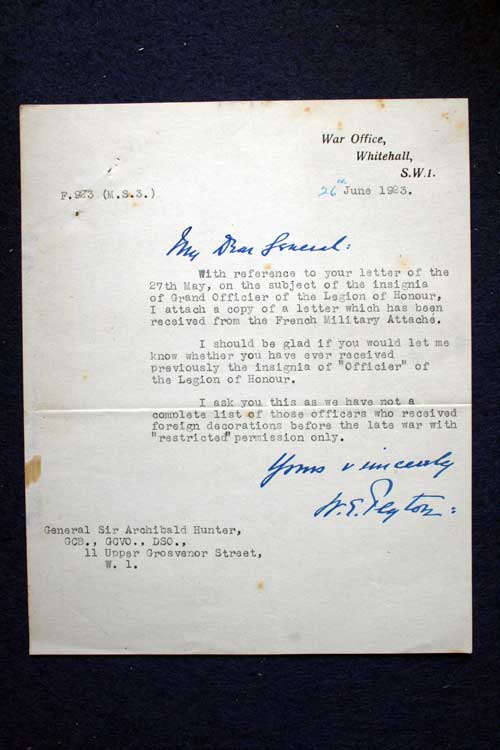 War Office,
Whitehall,
S.W.1.
F.923 (M.S.3.)
26th June 1923.
My Dear General:
With reference to your letter of the
27th May, on the subject of the insignia
of Grand Officier of the Legion of Honour,
I attach a copy of a letter which has been
received from the French Military Attache.
I should be glad if you would let me
know whether you have ever received
previously the insignia of "Officier" of
the Legion of Honour.
I ask you this as we have not a
complete list of those officers who received
foreign decorations before the late war with
"restricted" permission only.
Yours v sincerely
W.E. Peyton:
General Sir Archibald Hunter,
GCB., GCVO., DSO.,
11 Upper Grosvenor Street,
W. 1.